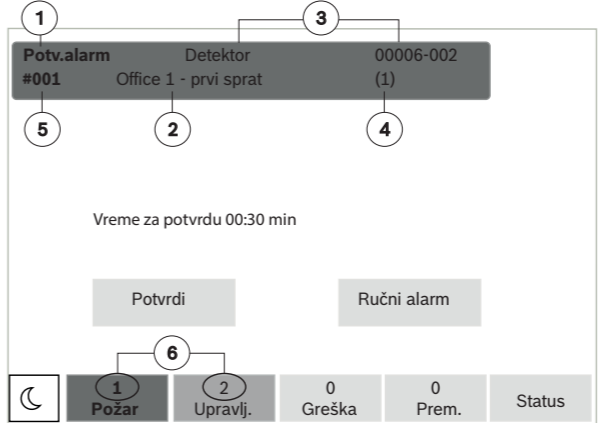 1 3
Potv.alarm Detektor 00006-002
#001 Office 1 - prvi sprat (1)
5 2 4
Vreme za potvrdu 00:30 min
Potvrdi Ručni alarm
6
1 2 0 0
Požar Upravlj. Greška Prem. Status